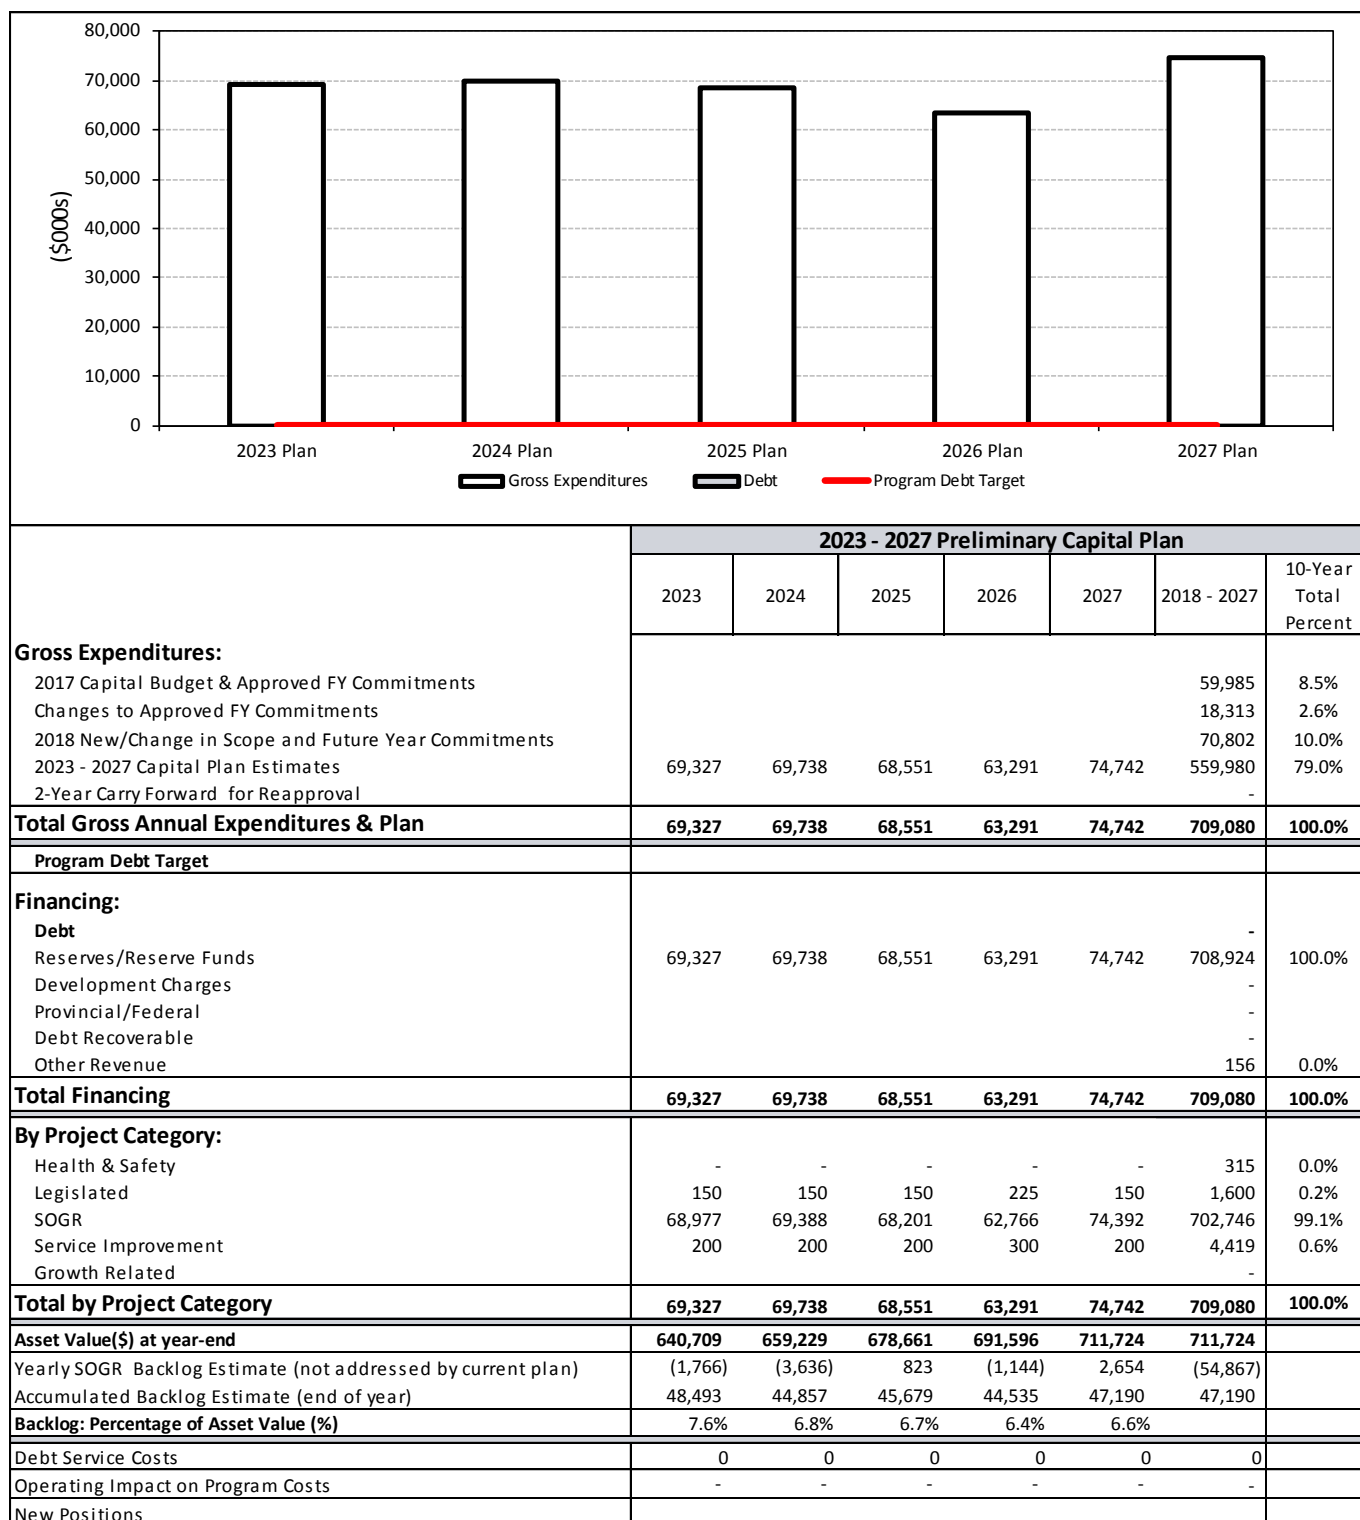 80,000
70,000
60,000
50,000
40,000
30,000
20,000
10,000
0
($000s)
2023 Plan 2024 Plan 2025 Plan 2026 Plan 2027 Plan
Gross Expenditures Debt Program Debt Target
2023 - 2027 Preliminary Capital Plan
2023 2024 2025 2026 2027 2018 - 2027 10-Year Total Percent
Gross Expenditures:
2017 Capital Budget & Approved FY Commitments 59,985 8.5%
Changes to Approved FY Commitments 18,313 2.6%
2018 New/Change in Scope and Future Year Commitments 70,802 10.0%
2023 - 2027 Capital Plan Estimates 69,327 69,738 68,551 63,291 74,742 559,980 79.0%
2-Year Carry Forward for Reapproval -
Total Gross Annual Expenditures & Plan 69,327 69,738 68,551 63,291 74,742 709,080 100.0%
Program Debt Target
Financing:
Debt -
Reserves/Reserve Funds 69,327 69,738 68,551 63,291 74,742 708,924 100.0%
Development Charges -
Provincial/Federal -
Debt Recoverable -
Other Revenue 156 0.0%
Total Financing 69,327 69,738 68,551 63,291 74,742 709,080 100.0%
By Project Category:
Health & Safety - - - - - 315 0.0%
Legislated 150 150 150 225 150 1,600 0.2%
SOGR 68,977 69,388 68,201 62,766 74,392 702,746 99.1%
Service Improvement 200 200 200 300 200 4,419 0.6%
Growth Related -
Total by Project Category 69,327 69,738 68,551 63,291 74,742 709,080 100.0%
Asset Value($) at year-end 640,709 659,229 678,661 691,596 711,724 711,724
Yearly SOGR Backlog Estimate (not addressed by current plan) (1,766) (3,636) 823 (1,144) 2,654 (54,867)
Accumulated Backlog Estimate (end of year) 48,493 44,857 45,679 44,535 47,190 47,190
Backlog: Percentage of Asset Value (%) 7.6% 6.8% 6.7% 6.4% 6.6%
Debt Service Costs 0 0 0 0 0 0
Operating Impact on Program Costs - - - - - -
New Positions